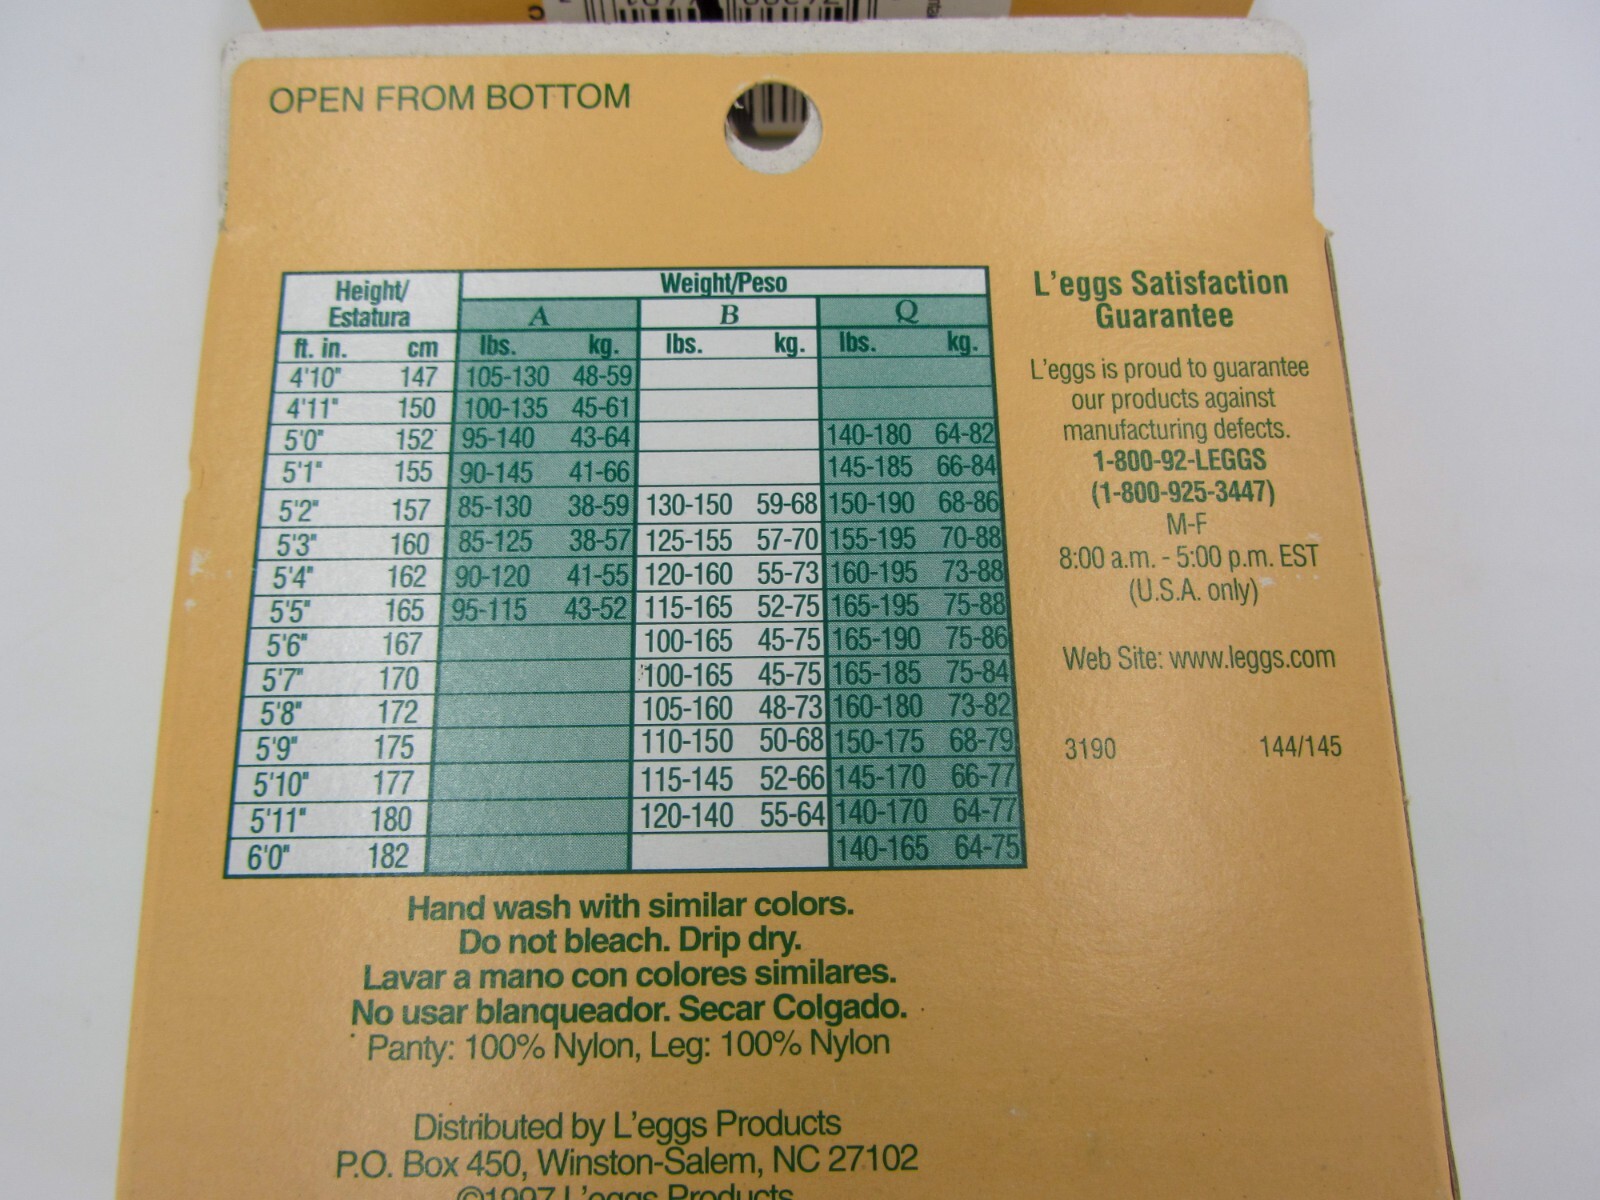 OPEN FROM BOTTOM
Height/ Estatura Weight/Peso
A B Q
ft. in. cm lbs. kg. lbs. kg. lbs. kg.
4'10" 147 105-130 48-59
4'11" 150 100-135 45-61
5'0" 152 95-140 43-64 140-180 64-82
5'1" 155 90-145 41-66 145-185 66-84
5'2" 157 85-130 38-59 130-150 59-68 150-190 68-86
5'3" 160 85-125 38-57 125-155 57-70 155-195 70-88
5'4" 162 90-120 41-55 120-160 55-73 160-195 73-88
5'5" 165 95-115 43-52 115-165 52-75 165-195 75-88
5'6" 167 100-165 45-75 165-190 75-86
5'7" 170 100-165 45-75 165-185 75-84
5'8" 172 105-160 48-73 160-180 73-82
5'9" 175 110-150 50-68 150-175 68-79
5'10" 177 115-145 52-66 145-170 66-77
5'11" 180 120-140 55-64 140-170 64-77
6'0" 182 140-165 64-75
L'eggs Satisfaction
Guarantee
L'eggs is proud to guarantee
our products against
manufacturing defects.
1-800-92-LEGGS
(1-800-925-3447)
M-F
8:00 a.m. - 5:00 p.m. EST
(U.S.A. only)
Web Site: www.leggs.com
3190 144/145
Hand wash with similar colors.
Do not bleach. Drip dry.
Lavar a mano con colores similares.
No usar blanqueador. Secar Colgado.
Panty: 100% Nylon, Leg: 100% Nylon
Distributed by L'eggs Products
P.O. Box 450, Winston-Salem, NC 27102
©1997 L'eggs Products